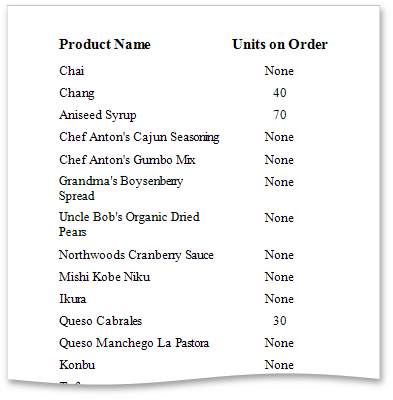 Product Name Units on Order
Chai None
Chang 40
Aniseed Syrup 70
Chef Anton's Cajun Seasoning None
Chef Anton's Gumbo Mix None
Grandma's Boysenberry None
Spread
Uncle Bob's Organic Dried None
Pears
Northwoods Cranberry Sauce None
Mishi Kobe Niku None
Ikura None
Queso Cabrales 30
Queso Manchego La Pastora None
Konbu None